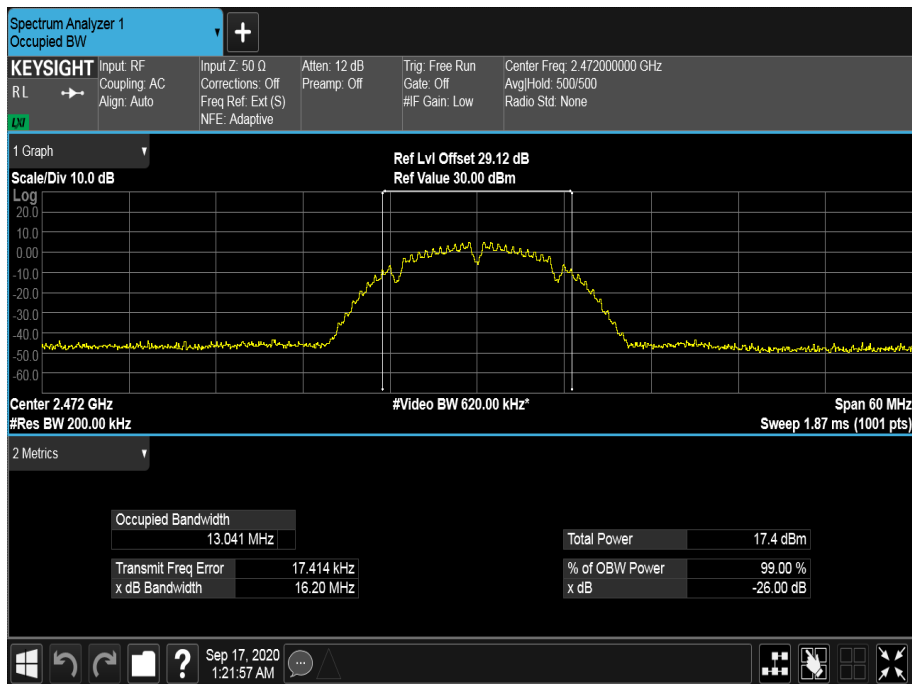 Spectrum Analyzer 1
Occupied BW
KEYSIGHT
R L
LXI
Input: RF
Coupling: AC
Align: Auto
Input Z: 50 Ω
Corrections: Off
Freq Ref: Ext (S)
NFE: Adaptive
Atten: 12 dB
Preamp: Off
Trig: Free Run
Gate: Off
#IF Gain: Low
Center Freq: 2.472000000 GHz
Avg|Hold: 500/500
Radio Std: None
1 Graph
Scale/Div 10.0 dB
Ref Lvl Offset 29.12 dB
Ref Value 30.00 dBm
Log
20.0
10.0
0.00
-10.0
-20.0
-30.0
-40.0
-50.0
-60.0
Center 2.472 GHz
#Video BW 620.00 kHz*
Span 60 MHz
#Res BW 200.00 kHz
Sweep 1.87 ms (1001 pts)
2 Metrics
Occupied Bandwidth
13.041 MHz
Total Power 17.4 dBm
Transmit Freq Error 17.414 kHz
% of OBW Power 99.00 %
x dB Bandwidth 16.20 MHz
x dB -26.00 dB
?
Sep 17, 2020
1:21:57 AM